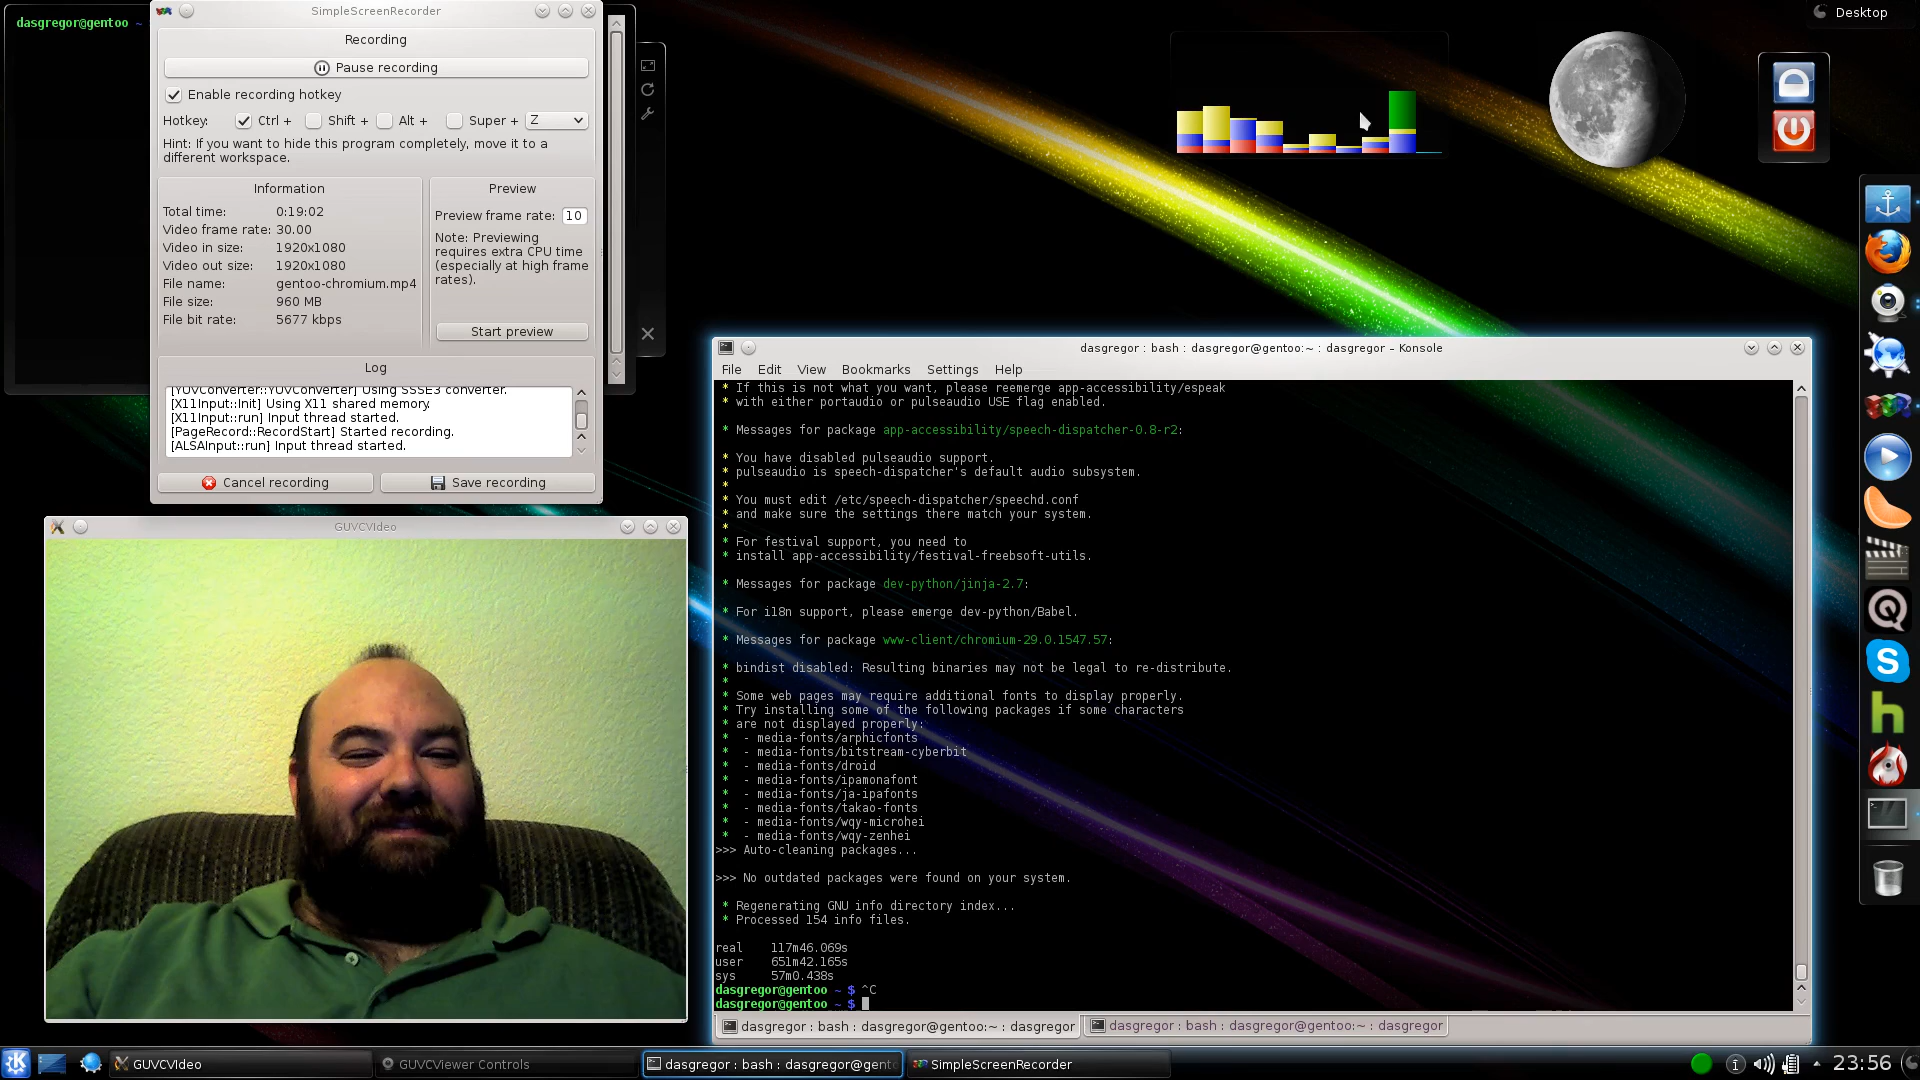 dasgregor@gentoo ~
SimpleScreenRecorder
Recording
Pause recording
Enable recording hotkey
Hotkey: Ctrl + Shift + Alt + Super + Z
Hint: If you want to hide this program completely, move it to a
different workspace.
Information
Total time: 0:19:02
Video frame rate: 30.00
Video in size: 1920x1080
Video out size: 1920x1080
File name: gentoo-chromium.mp4
File size: 960 MB
File bit rate: 5677 kbps
Preview
Preview frame rate: 10
Note: Previewing
requires extra CPU time
(especially at high frame
rates).
Start preview
Log
[YUVConverter::YUVConverter] Using SSSE3 converter.
[X11Input::Init] Using X11 shared memory.
[X11Input::run] Input thread started.
[PageRecord::RecordStart] Started recording.
[ALSAInput::run] Input thread started.
Cancel recording
Save recording
Desktop
GUVCVideo
dasgregor : bash : dasgregor@gentoo:~ : dasgregor – Konsole
File Edit View Bookmarks Settings Help
* If this is not what you want, please reemerge app-accessibility/espeak
* with either portaudio or pulseaudio USE flag enabled.
* Messages for package app-accessibility/speech-dispatcher-0.8-r2:
* You have disabled pulseaudio support.
* pulseaudio is speech-dispatcher's default audio subsystem.
*
* You must edit /etc/speech-dispatcher/speechd.conf
* and make sure the settings there match your system.
*
* For festival support, you need to
* install app-accessibility/festival-freebsoft-utils.
* Messages for package dev-python/jinja-2.7:
* For i18n support, please emerge dev-python/Babel.
* Messages for package www-client/chromium-29.0.1547.57:
* bindist disabled: Resulting binaries may not be legal to re-distribute.
*
* Some web pages may require additional fonts to display properly.
* Try installing some of the following packages if some characters
* are not displayed properly:
*  - media-fonts/arphicfonts
*  - media-fonts/bitstream-cyberbit
*  - media-fonts/droid
*  - media-fonts/ipamonafont
*  - media-fonts/ja-ipafonts
*  - media-fonts/takao-fonts
*  - media-fonts/wqy-microhei
*  - media-fonts/wqy-zenhei
>>> Auto-cleaning packages...
>>> No outdated packages were found on your system.
* Regenerating GNU info directory index...
* Processed 154 info files.
real 117m46.069s
user 651m42.165s
sys 57m0.438s
dasgregor@gentoo ~ $ ^C
dasgregor@gentoo ~ $
dasgregor : bash : dasgregor@gentoo:~ : dasgregor
dasgregor : bash : dasgregor@gentoo:~ : dasgregor
GUVCVideo
GUVCViewer Controls
dasgregor : bash : dasgregor@gento
SimpleScreenRecorder
23:56